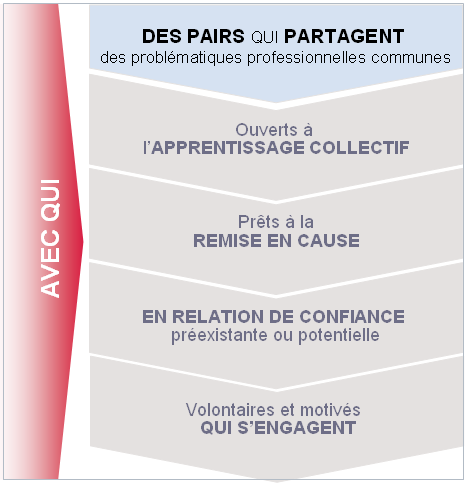 AVEC QUI
DES PAIRS QUI PARTAGENT
des problématiques professionnelles communes
Ouverts à
l'APPRENTISSAGE COLLECTIF
Prêts à la
REMISE EN CAUSE
EN RELATION DE CONFIANCE
préexistante ou potentielle
Volontaires et motivés
QUI S'ENGAGENT